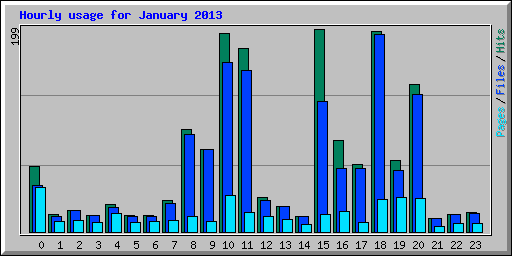 Hourly usage for January 2013
199
Pages/Files/Hits
0 1 2 3 4 5 6 7 8 9 10 11 12 13 14 15 16 17 18 19 20 21 22 23